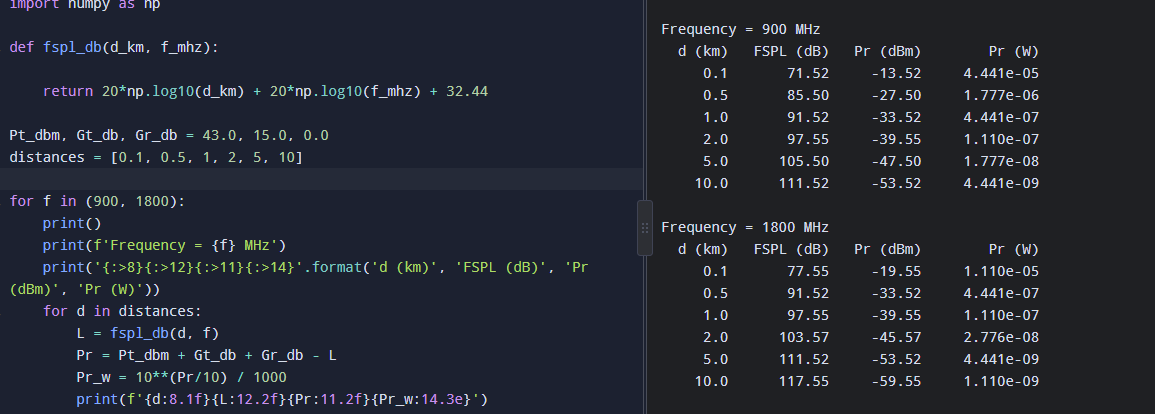 import numpy as np
def fspl_db(d_km, f_mhz):
    return 20*np.log10(d_km) + 20*np.log10(f_mhz) + 32.44
Pt_dbm, Gt_db, Gr_db = 43.0, 15.0, 0.0
distances = [0.1, 0.5, 1, 2, 5, 10]
for f in (900, 1800):
    print()
    print(f'Frequency = {f} MHz')
    print('{:>8}{:>12}{:>11}{:>14}'.format('d (km)', 'FSPL (dB)', 'Pr
(dBm)', 'Pr (W)'))
    for d in distances:
        L = fspl_db(d, f)
        Pr = Pt_dbm + Gt_db + Gr_db - L
        Pr_w = 10**(Pr/10) / 1000
        print(f'{d:8.1f}{L:12.2f}{Pr:11.2f}{Pr_w:14.3e}')
Frequency = 900 MHz
  d (km)   FSPL (dB)   Pr (dBm)        Pr (W)
     0.1       71.52     -13.52     4.441e-05
     0.5       85.50     -27.50     1.777e-06
     1.0       91.52     -33.52     4.441e-07
     2.0       97.55     -39.55     1.110e-07
     5.0      105.50     -47.50     1.777e-08
    10.0      111.52     -53.52     4.441e-09
Frequency = 1800 MHz
  d (km)   FSPL (dB)   Pr (dBm)        Pr (W)
     0.1       77.55     -19.55     1.110e-05
     0.5       91.52     -33.52     4.441e-07
     1.0       97.55     -39.55     1.110e-07
     2.0      103.57     -45.57     2.776e-08
     5.0      111.52     -53.52     4.441e-09
    10.0      117.55     -59.55     1.110e-09